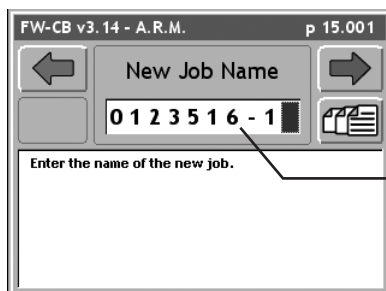 FW-CB v3.14 - A.R.M. p 15.001
New Job Name
0123516-1
Enter the name of the new job.